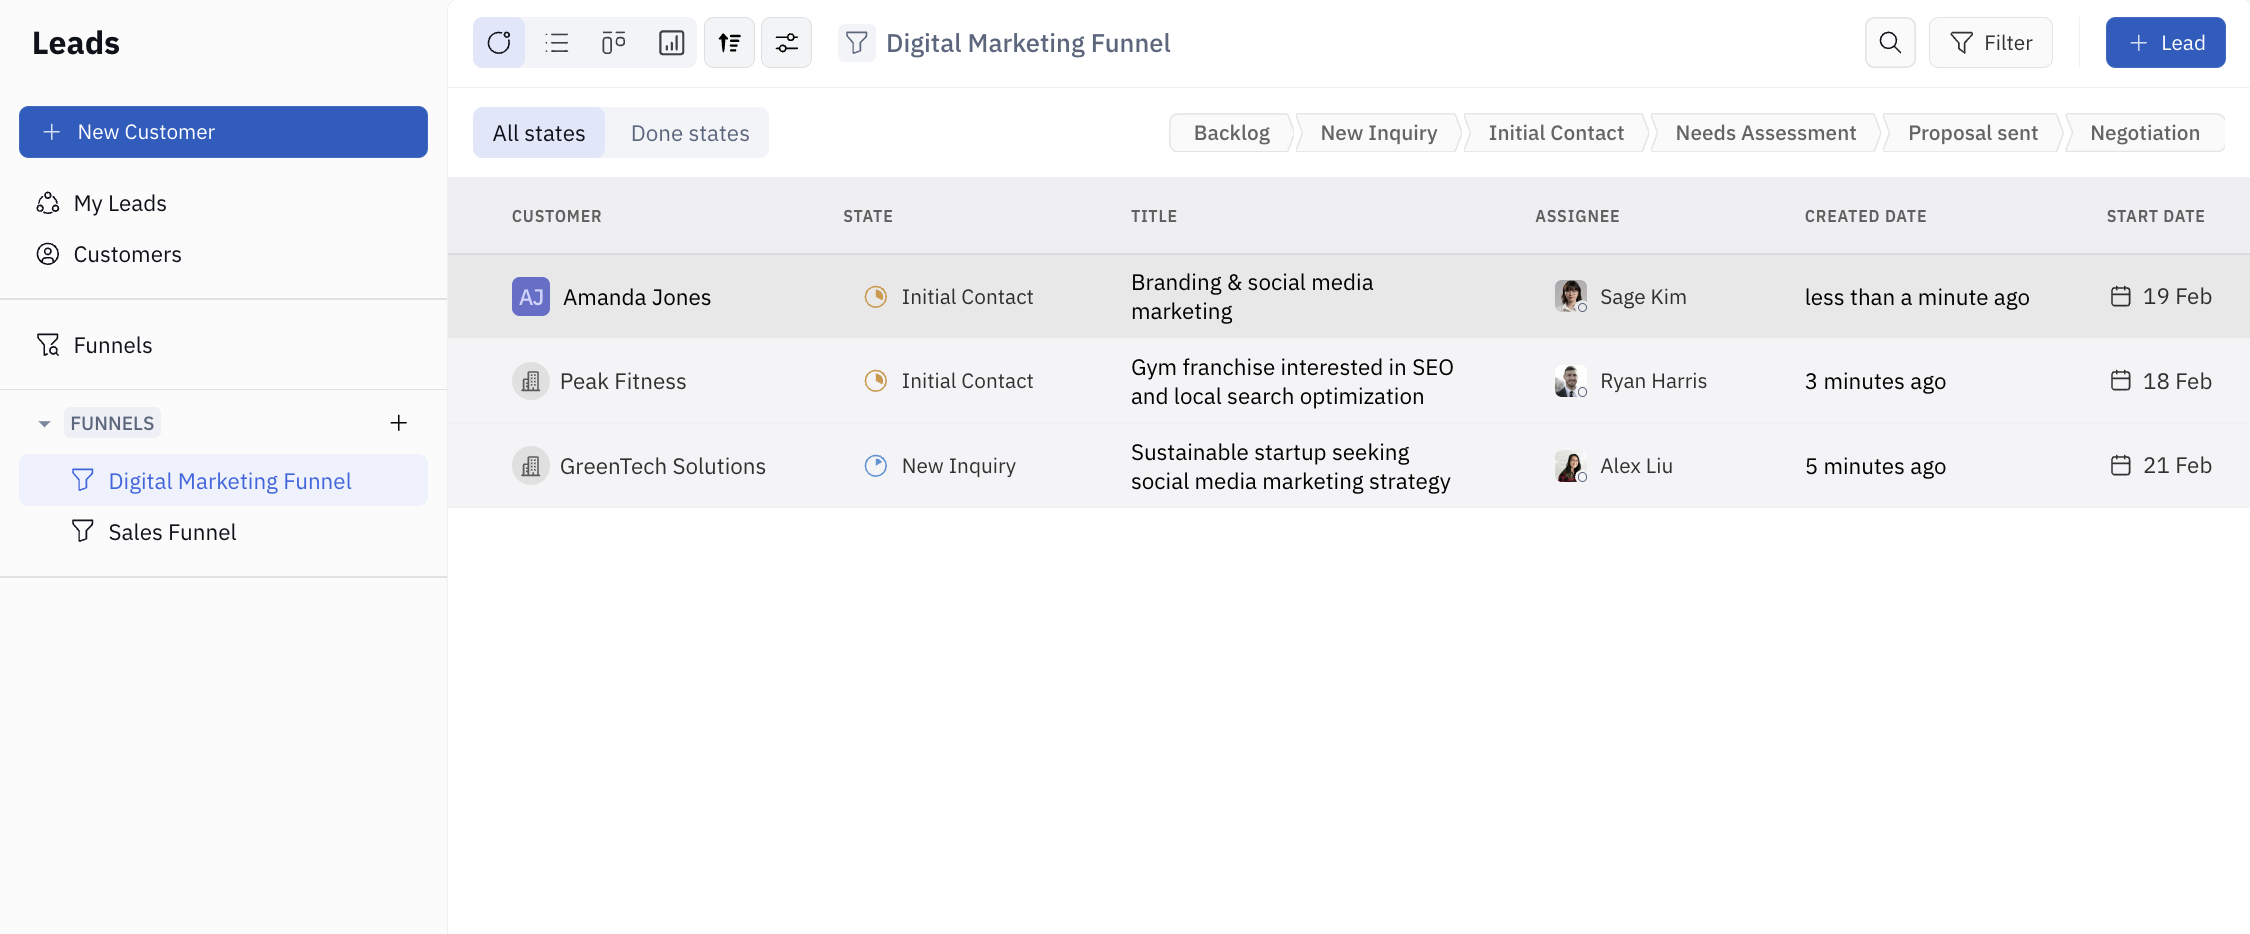 Leads
New Customer
My Leads
Customers
Funnels
FUNNELS
Digital Marketing Funnel
Sales Funnel
Digital Marketing Funnel
Filter
Lead
All states
Done states
Backlog
New Inquiry
Initial Contact
Needs Assessment
Proposal sent
Negotiation
CUSTOMER STATE TITLE ASSIGNEE CREATED DATE START DATE
AJ Amanda Jones Initial Contact Branding & social media
marketing Sage Kim less than a minute ago 19 Feb
Peak Fitness Initial Contact Gym franchise interested in SEO
and local search optimization Ryan Harris 3 minutes ago 18 Feb
GreenTech Solutions New Inquiry Sustainable startup seeking
social media marketing strategy Alex Liu 5 minutes ago 21 Feb